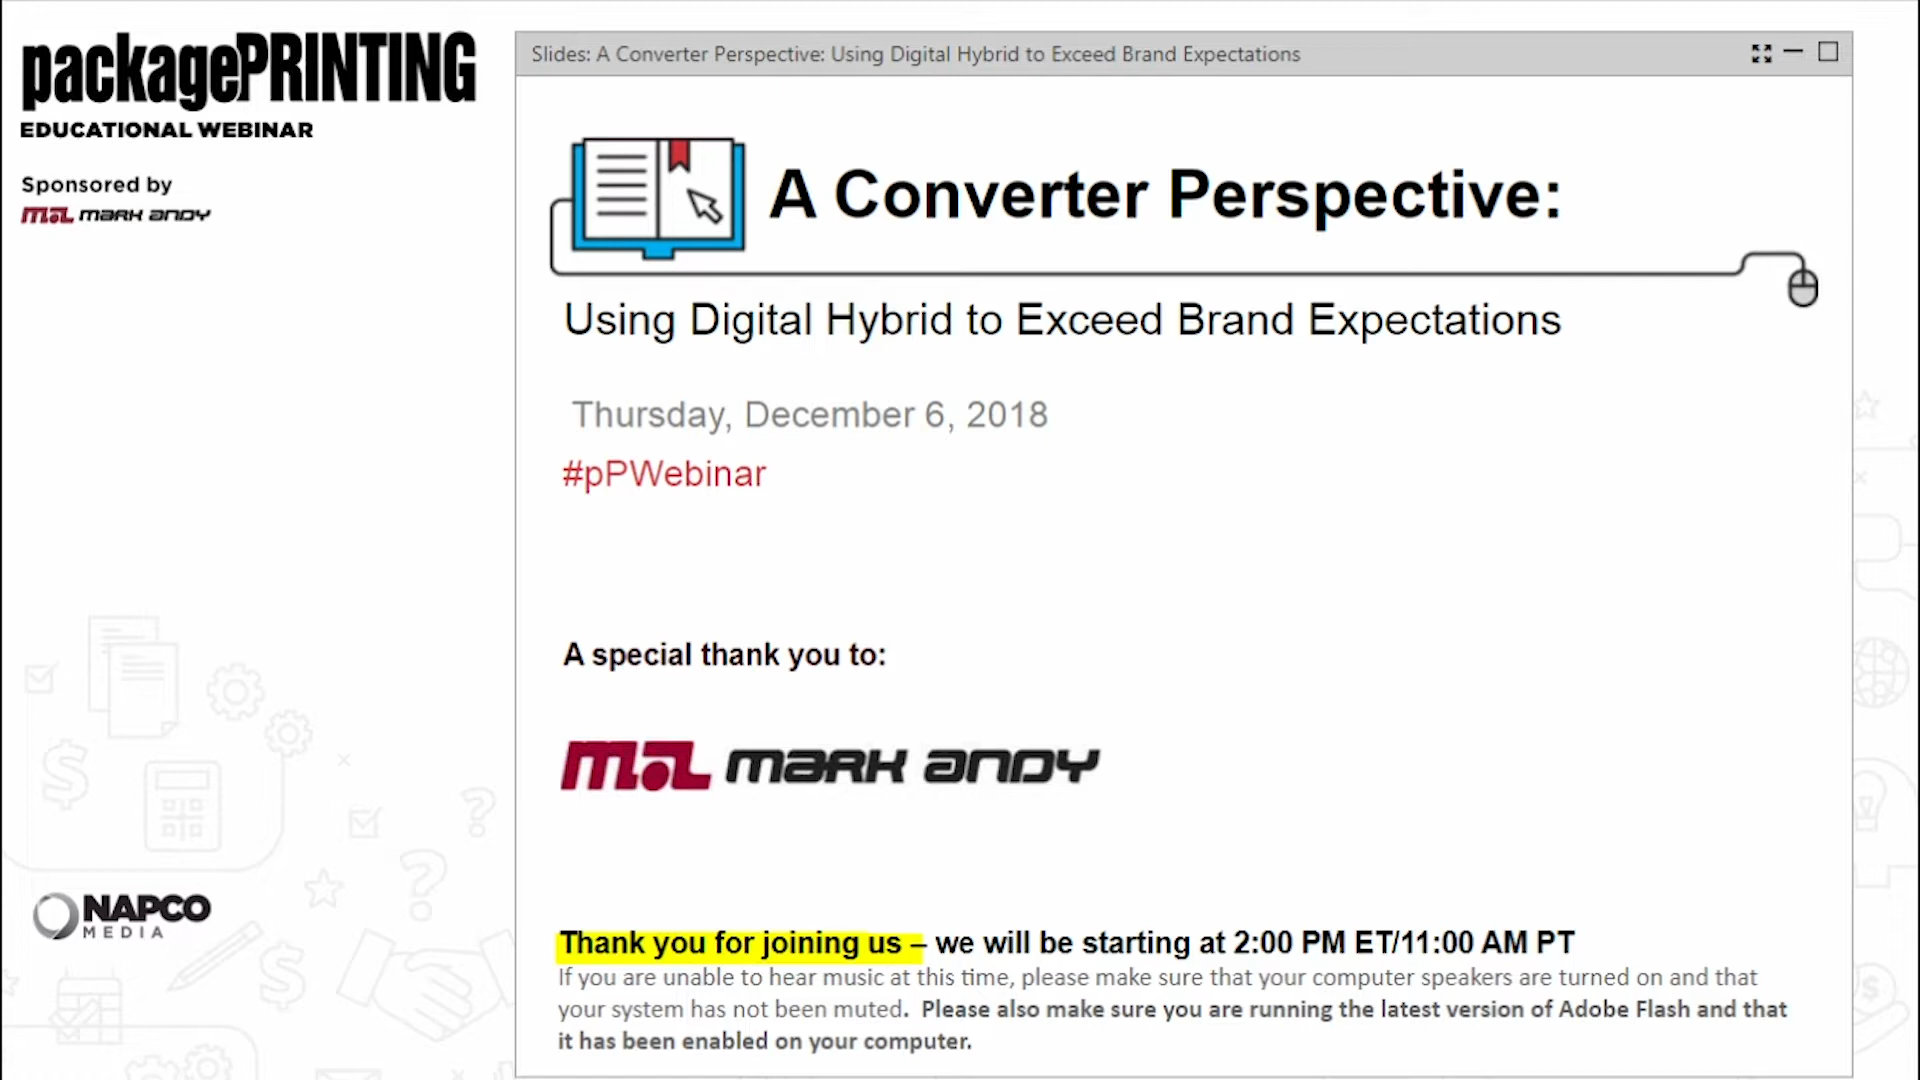 packagePRINTING
EDUCATIONAL WEBINAR
Sponsored by
mal mark andy
Slides: A Converter Perspective: Using Digital Hybrid to Exceed Brand Expectations
A Converter Perspective:
Using Digital Hybrid to Exceed Brand Expectations
Thursday, December 6, 2018
#pPWebinar
A special thank you to:
ma mark andy
Thank you for joining us – we will be starting at 2:00 PM ET/11:00 AM PT
If you are unable to hear music at this time, please make sure that your computer speakers are turned on and that
your system has not been muted. Please also make sure you are running the latest version of Adobe Flash and that
it has been enabled on your computer.
NAPCO
MEDIA